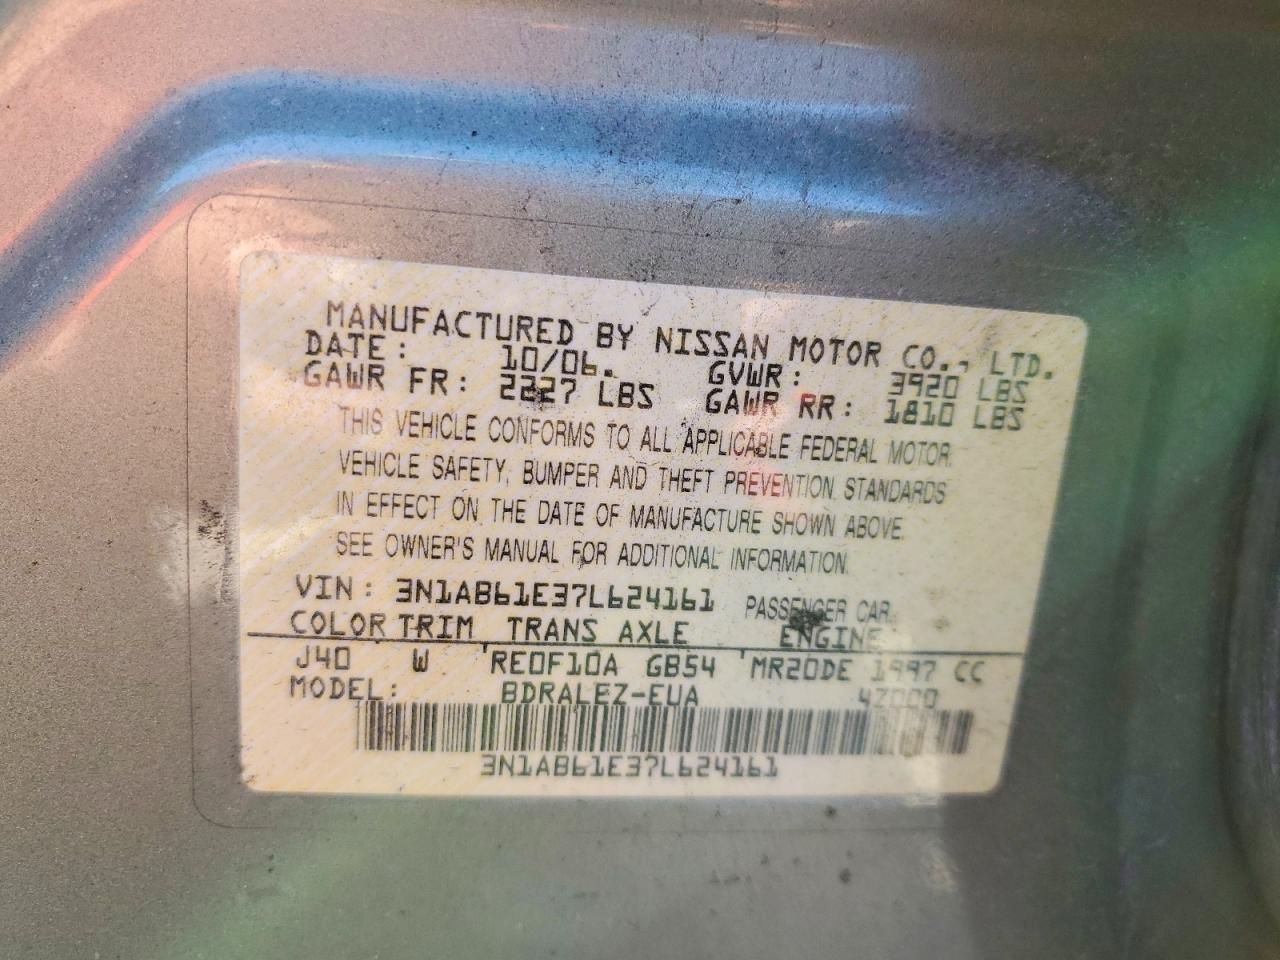 MANUFACTURED BY NISSAN MOTOR CO., LTD.
DATE: 10/06. GVWR: 3920 LBS
GAWR FR: 2227 LBS GAWR RR: 1810 LBS
THIS VEHICLE CONFORMS TO ALL APPLICABLE FEDERAL MOTOR
VEHICLE SAFETY, BUMPER AND THEFT PREVENTION STANDARDS
IN EFFECT ON THE DATE OF MANUFACTURE SHOWN ABOVE.
SEE OWNER'S MANUAL FOR ADDITIONAL INFORMATION.
VIN: 3N1AB61E37L624161 PASSENGER CAR
COLOR TRIM TRANS AXLE ENGINE
J40 W RE0F10A GB54 MR20DE 1997 CC
MODEL: BDRALEZ-EUA
3N1AB61E37L624161